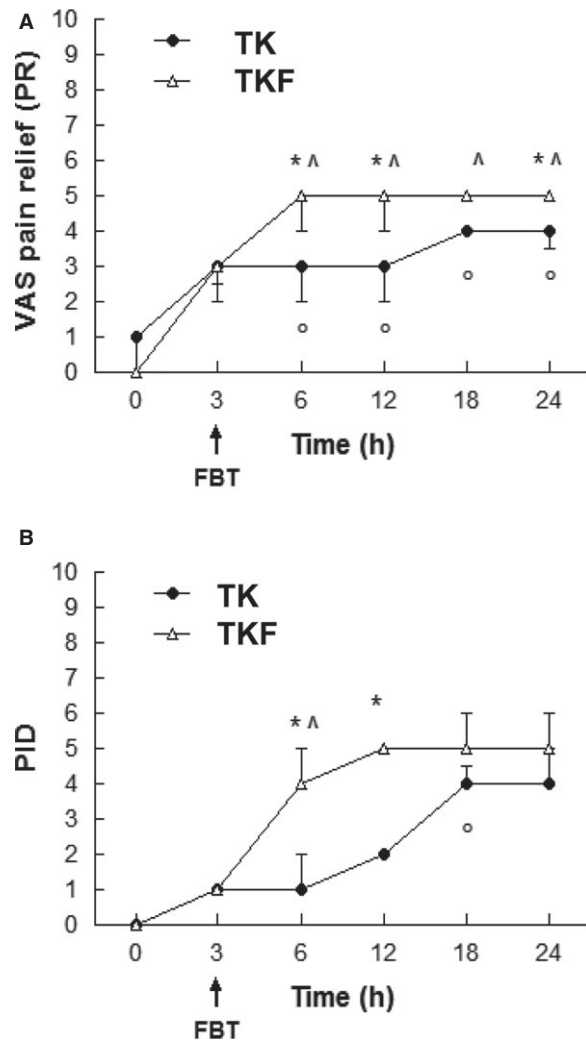 A
TK
TKF
VAS pain relief (PR)
10
9
8
7
6
5
4
3
2
1
0
* ^ * ^ ^ * ^
0 3 6 12 18 24
Time (h)
FBT
B
TK
TKF
PID
10
9
8
7
6
5
4
3
2
1
0
* ^ *
0 3 6 12 18 24
Time (h)
FBT